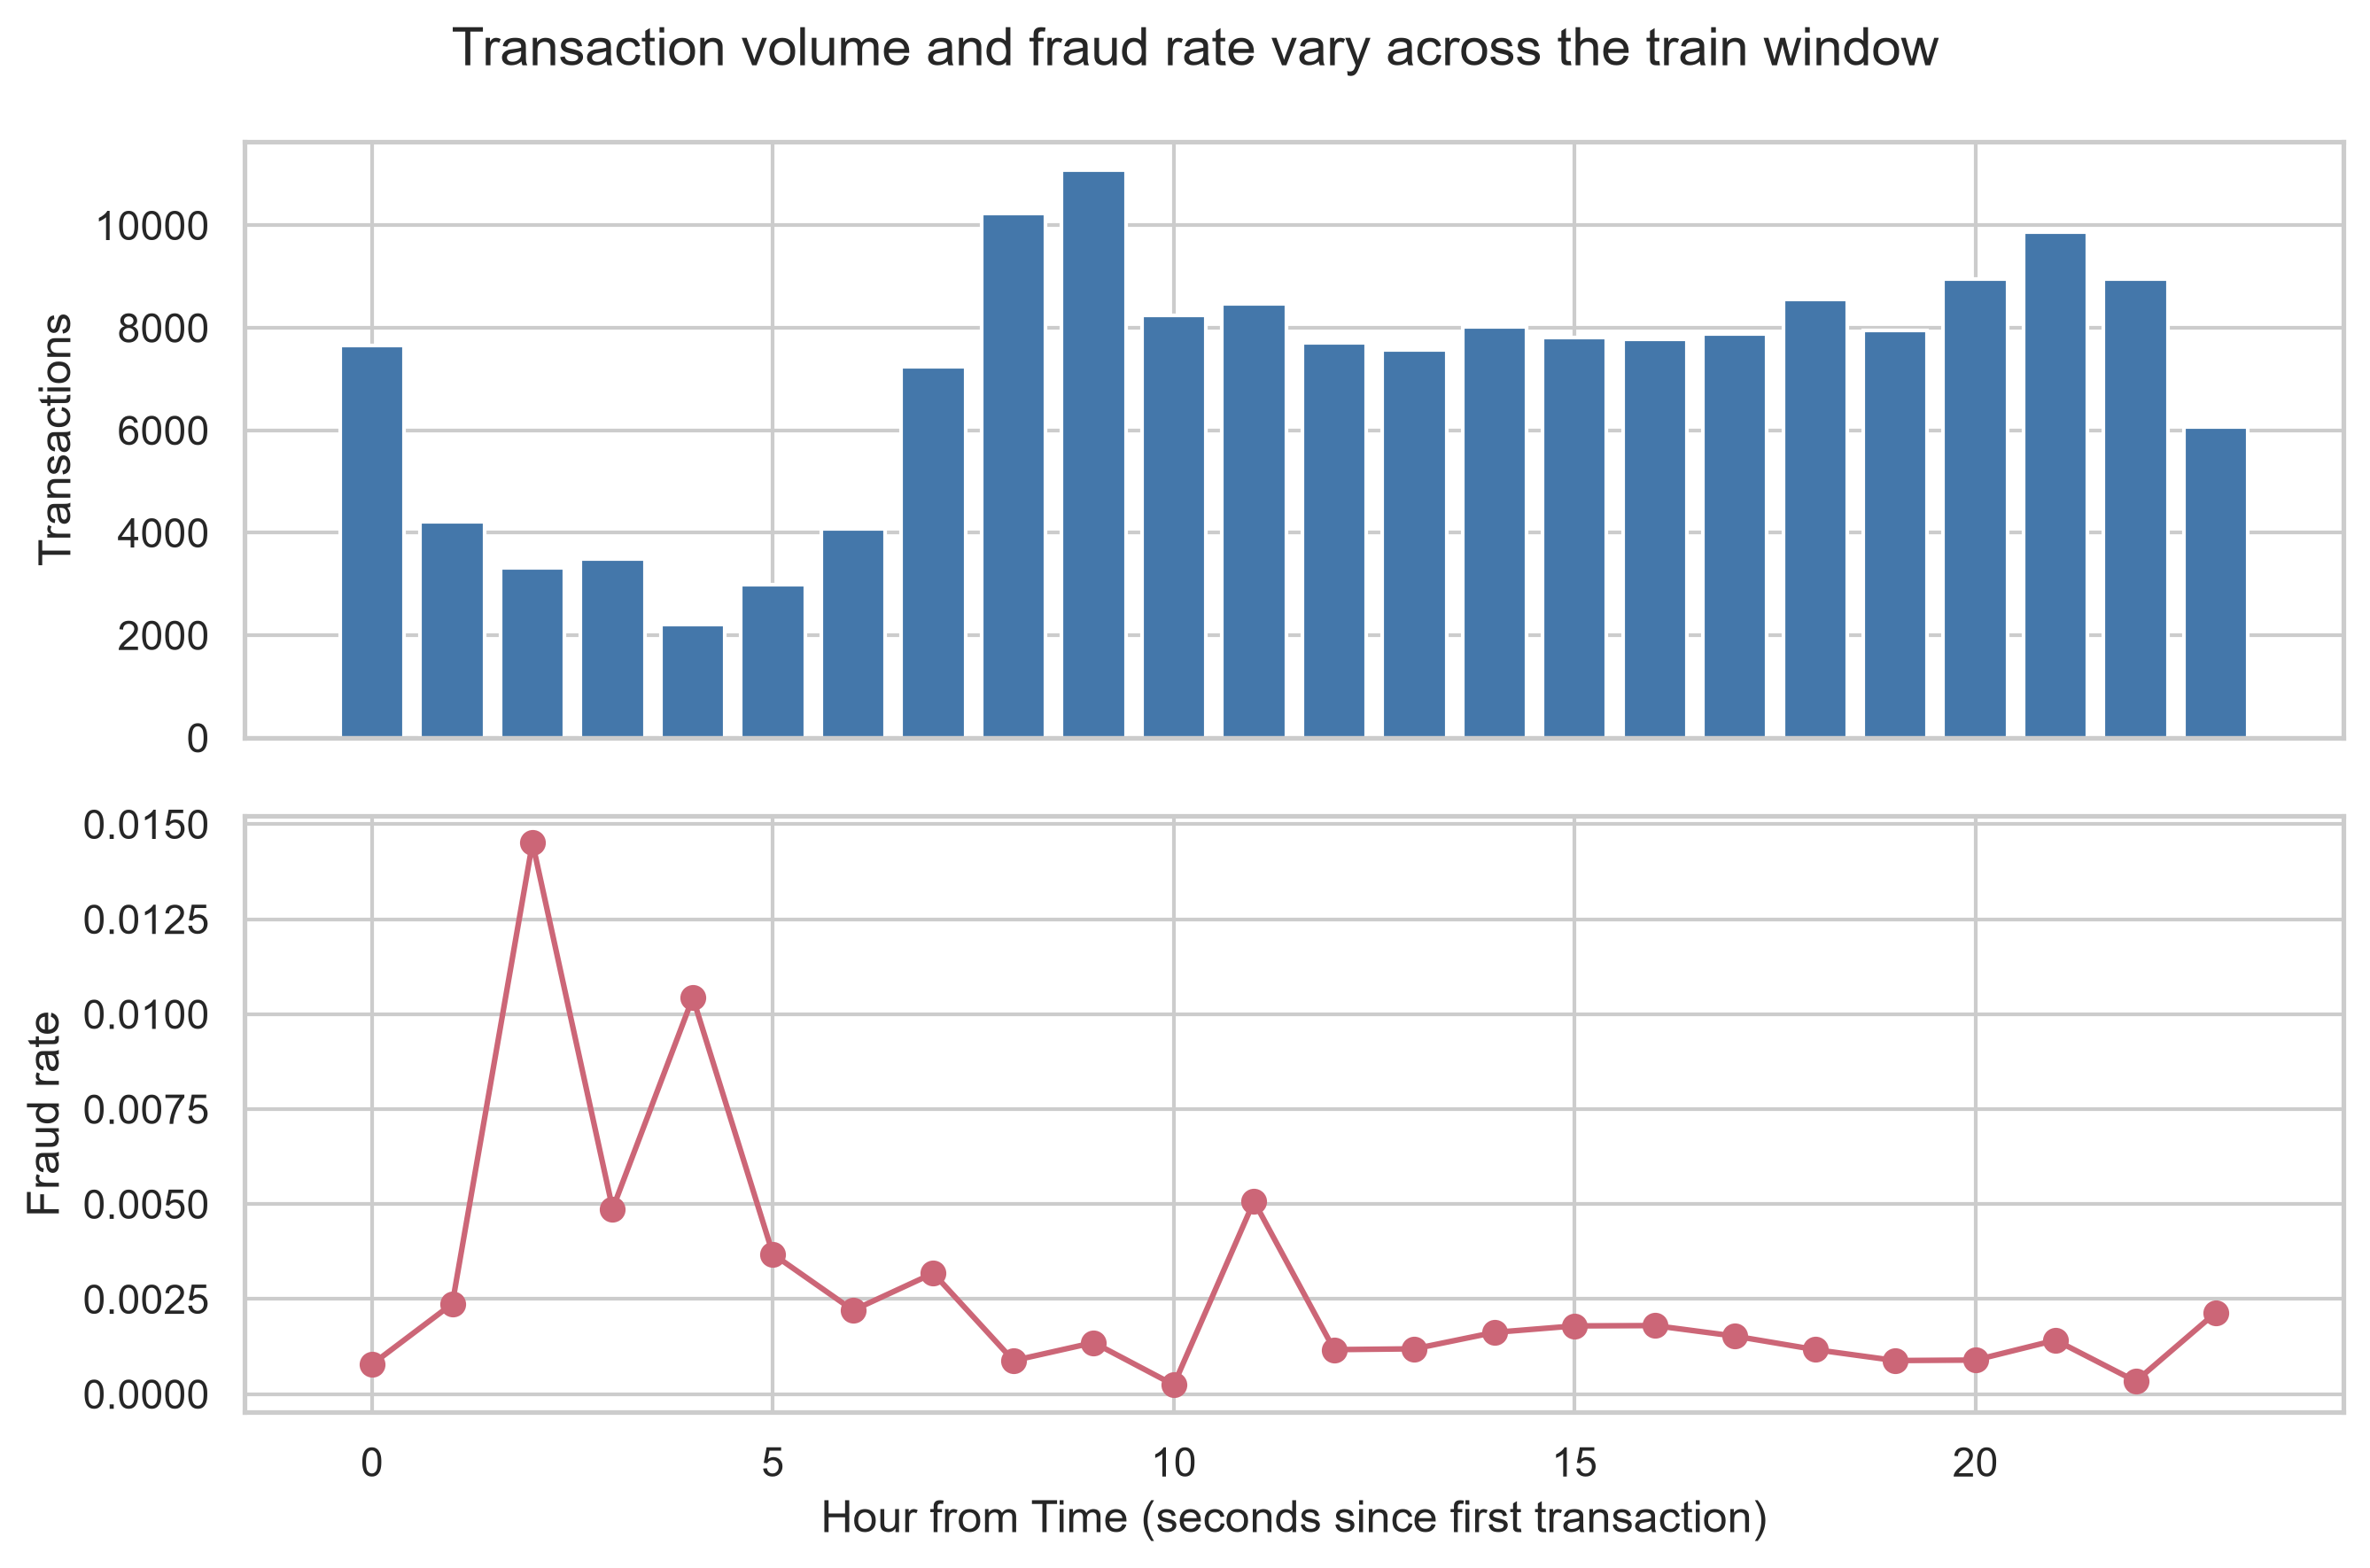 Transaction volume and fraud rate vary across the train window
Transactions
10000
8000
6000
4000
2000
0
Fraud rate
0.0150
0.0125
0.0100
0.0075
0.0050
0.0025
0.0000
0 5 10 15 20
Hour from Time (seconds since first transaction)